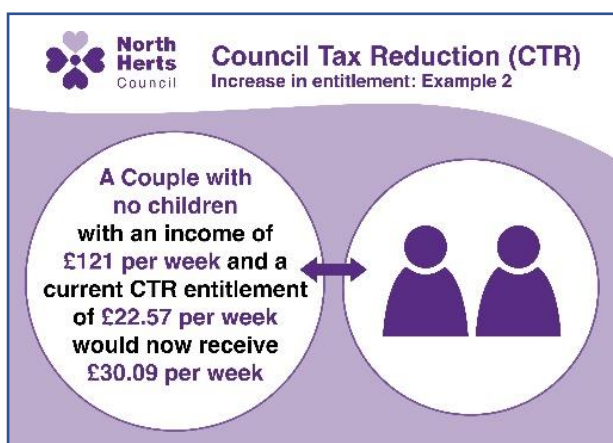 North
Herts
Council
Council Tax Reduction (CTR)
Increase in entitlement: Example 2
A Couple with
no children
with an income of
£121 per week and a
current CTR entitlement
of £22.57 per week
would now receive
£30.09 per week